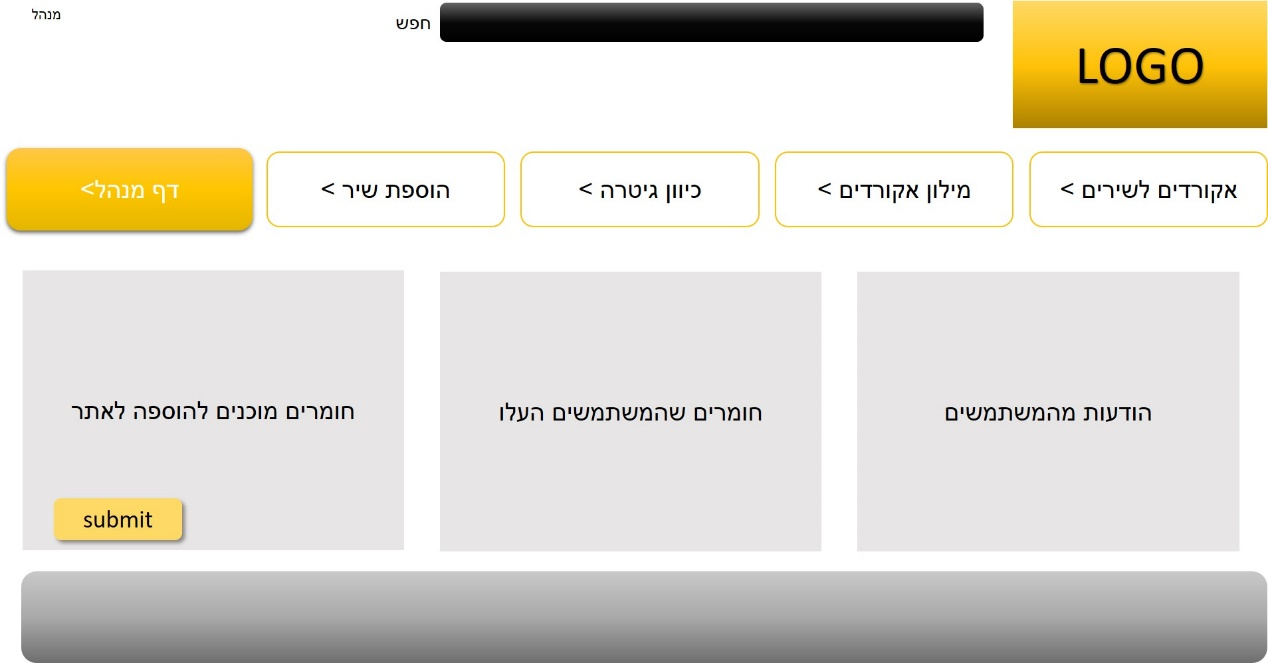 LOGO
חפש
מנהל
אקורדים לשירים >
מילון אקורדים >
כיוון גיטרה >
הוספת שיר >
דף מנהל>
הודעות מהמשתמשים
חומרים שהמשתמשים העלו
חומרים מוכנים להוספה לאתר
submit